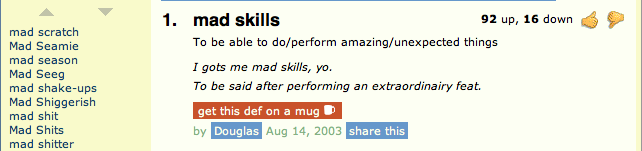 mad scratch
Mad Seamie
mad season
Mad Seeg
mad shake-ups
Mad Shiggerish
mad shit
Mad Shits
mad shitter
1. mad skills 92 up, 16 down
To be able to do/perform amazing/unexpected things
I gots me mad skills, yo.
To be said after performing an extraordinairy feat.
get this def on a mug
by Douglas Aug 14, 2003 share this